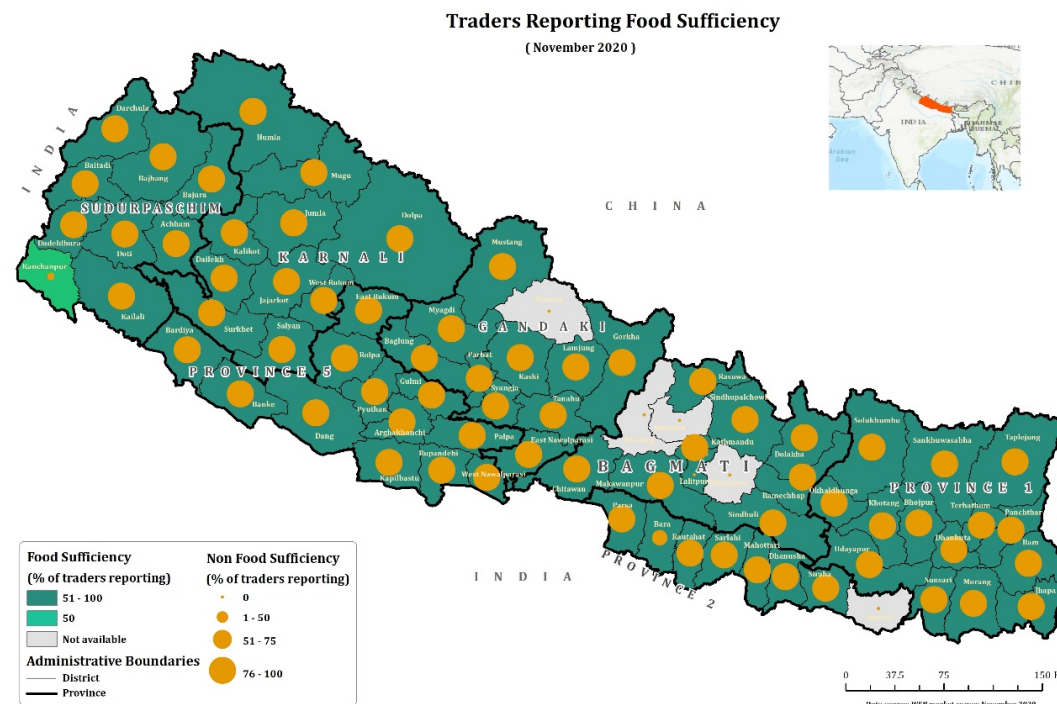 Traders Reporting Food Sufficiency
( November 2020 )
INDIA
CHINA
INDIA
Darchula
Humla
Baitadi
Bajhang
Bajura
Mugu
SUDURPASCHIM
Jumla
Dolpa
Dadeldhura
Doti
Achham
Kalikot
Mustang
KARNALI
Kanchanpur
Dailekh
Jajarkot
West Rukum
East Rukum
Kailali
Bardiya
Surkhet
Salyan
Myagdi
GANDAKI
Gorkha
Baglung
Parbat
Lamjung
Kaski
Rolpa
PROVINCE 5
Gulmi
Syangja
Rasuwa
Sindhupalchowk
Banke
Pyuthan
Tanahu
Dang
Arghakhanchi
Palpa
East Nawalparasi
Kathmandu
Dolakha
Solukhumbu
Sankhuwasabha
Taplejung
Rupandehi
Kapilbastu
West Nawalparasi
Chitawan
BAGMATI
Makawanpur
Lalitpur
Ramechhap
Okhaldhunga
PROVINCE 1
Parsa
Sindhuli
Khotang
Bhojpur
Terhathum
Panchthar
Bara
Rautahat
Sarlahi
Mahottari
Dhanusha
Udayapur
Dhankuta
Ilam
PROVINCE 2
Siraha
Sunsari
Morang
Jhapa
CHIN
INDIA
MYANMAR
BURMA
Arabian
Sea
Food Sufficiency
(% of traders reporting)
51 - 100
50
Not available
Administrative Boundaries
District
Province
Non Food Sufficiency
(% of traders reporting)
0
1 - 50
51 - 75
76 - 100
0 37.5 75 150